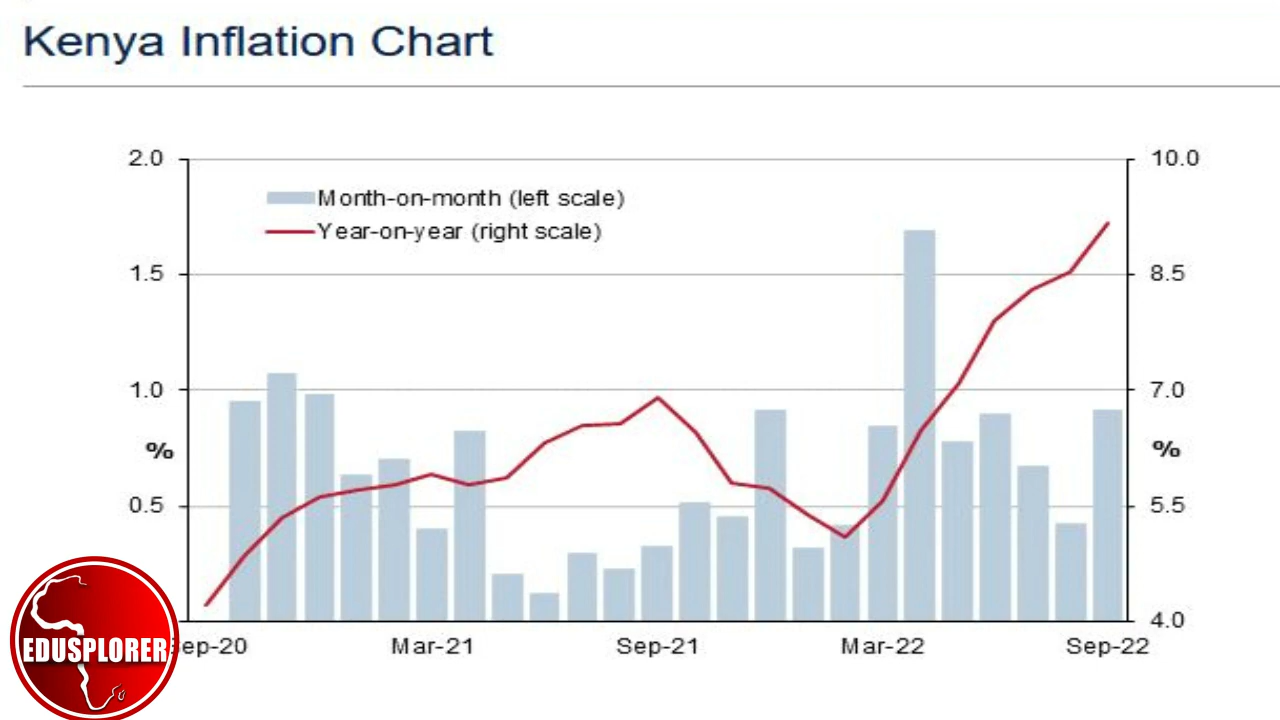 Kenya Inflation Chart
2.0
10.0
Month-on-month (left scale)
Year-on-year (right scale)
1.5
8.5
1.0
7.0
%
%
0.5
5.5
4.0
ep-20
Mar-21
Sep-21
Mar-22
Sep-22
EDUSPLORER